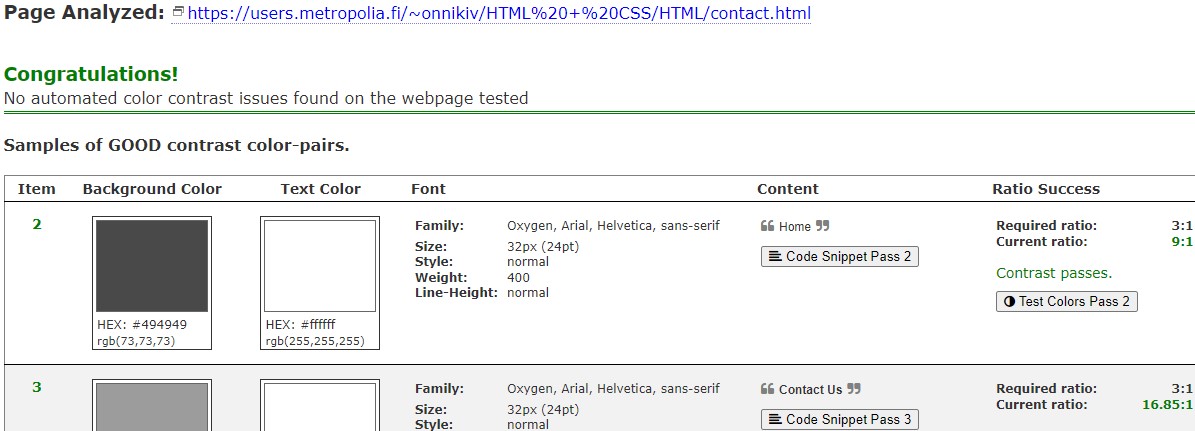 Page Analyzed: https://users.metropolia.fi/~onnikiv/HTML%20+%20CSS/HTML/contact.html
Congratulations!
No automated color contrast issues found on the webpage tested
Samples of GOOD contrast color-pairs.
Item Background Color Text Color Font Content Ratio Success
2
HEX: #494949
rgb(73,73,73)
HEX: #ffffff
rgb(255,255,255)
Family: Oxygen, Arial, Helvetica, sans-serif
Size: 32px (24pt)
Style: normal
Weight: 400
Line-Height: normal
❝ Home ❞
Code Snippet Pass 2
Required ratio: 3:1
Current ratio: 9:1
Contrast passes.
Test Colors Pass 2
3
Family: Oxygen, Arial, Helvetica, sans-serif
Size: 32px (24pt)
Style: normal
❝ Contact Us ❞
Code Snippet Pass 3
Required ratio: 3:1
Current ratio: 16.85:1